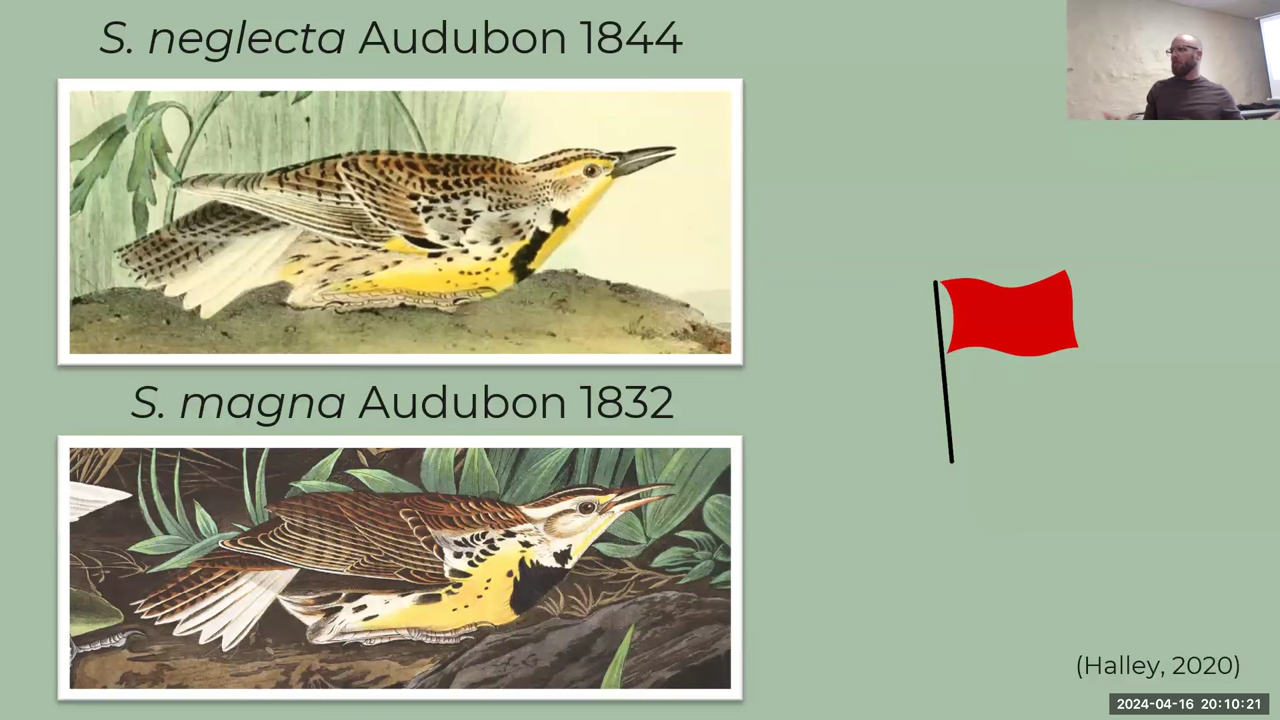 S. neglecta Audubon 1844
S. magna Audubon 1832
(Halley, 2020)
2024-04-16 20:10:21